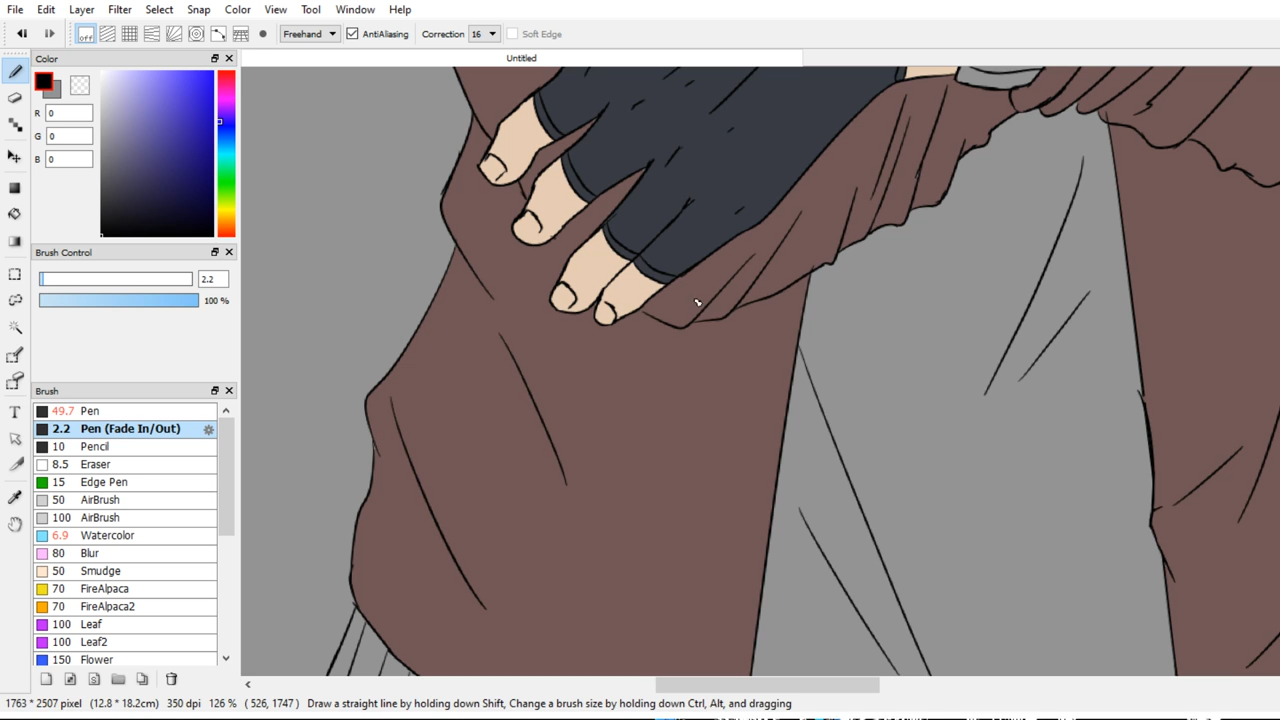 File Edit Layer Filter Select Snap Color View Tool Window Help
off Freehand AntiAliasing Correction 16 Soft Edge
Color
Untitled
R 0
G 0
B 0
Brush Control
2.2
100 %
Brush
49.7 Pen
2.2 Pen (Fade In/Out)
10 Pencil
8.5 Eraser
15 Edge Pen
50 AirBrush
100 AirBrush
6.9 Watercolor
80 Blur
50 Smudge
70 FireAlpaca
70 FireAlpaca2
100 Leaf
100 Leaf2
150 Flower
1763 * 2507 pixel (12.8 * 18.2cm) 350 dpi 126 % ( 526, 1747 ) Draw a straight line by holding down Shift, Change a brush size by holding down Ctrl, Alt, and dragging